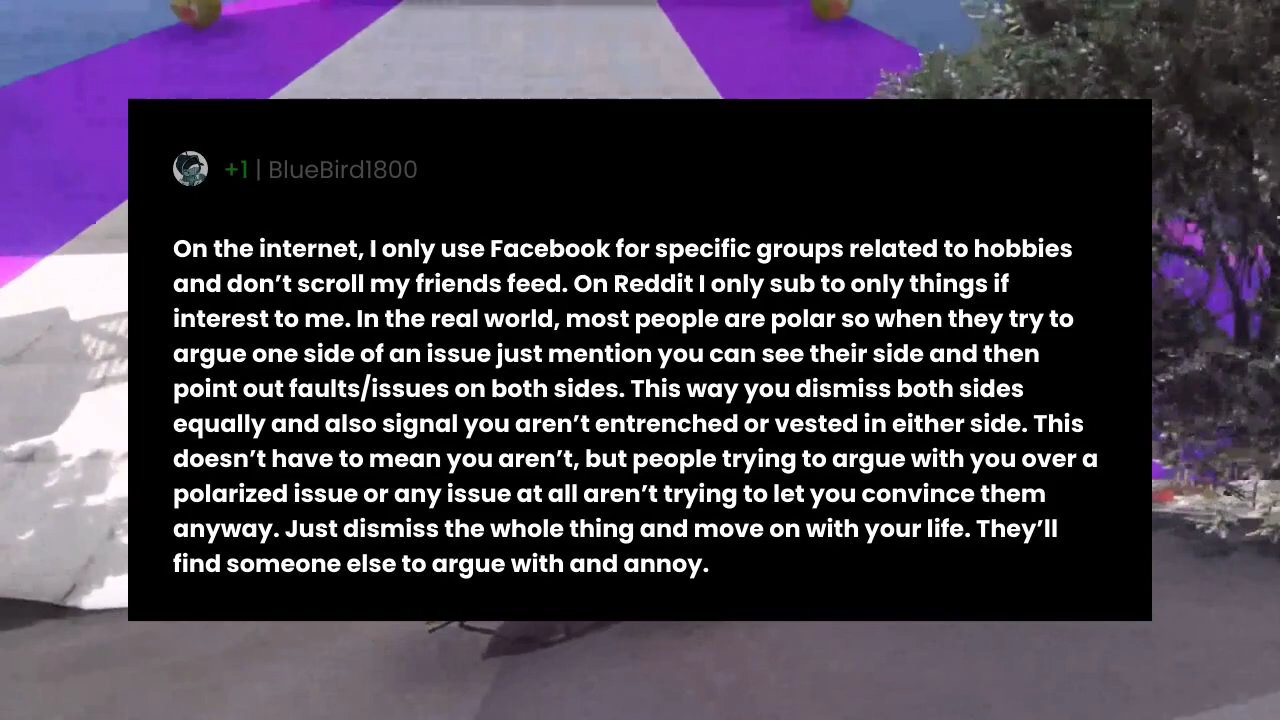 +1 | BlueBird1800
On the internet, I only use Facebook for specific groups related to hobbies
and don’t scroll my friends feed. On Reddit I only sub to only things if
interest to me. In the real world, most people are polar so when they try to
argue one side of an issue just mention you can see their side and then
point out faults/issues on both sides. This way you dismiss both sides
equally and also signal you aren’t entrenched or vested in either side. This
doesn’t have to mean you aren’t, but people trying to argue with you over a
polarized issue or any issue at all aren’t trying to let you convince them
anyway. Just dismiss the whole thing and move on with your life. They’ll
find someone else to argue with and annoy.